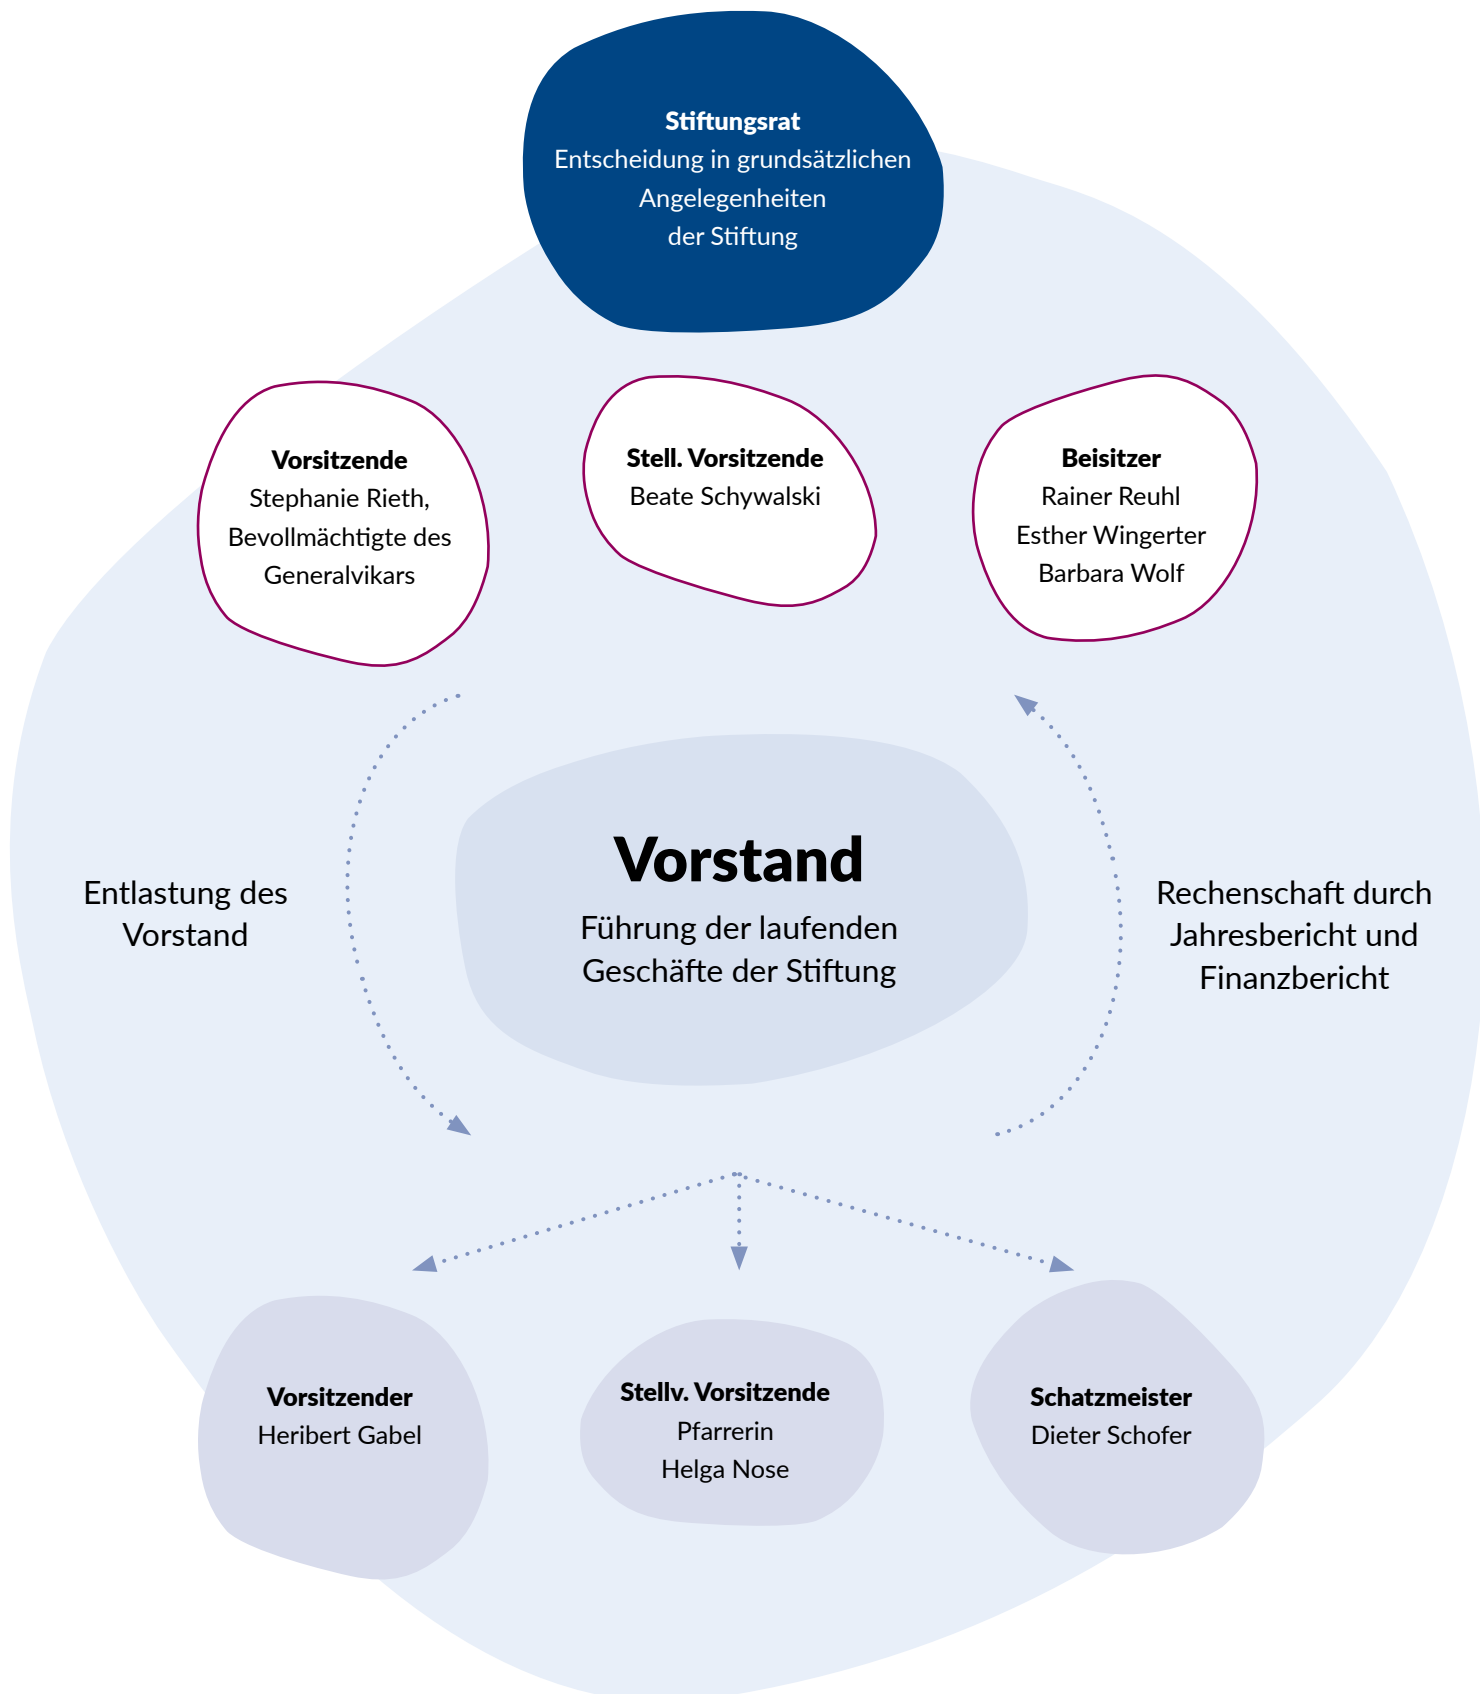 Stiftungsrat
Entscheidung in grundsätzlichen
Angelegenheiten
der Stiftung
Vorsitzende
Stephanie Rieth,
Bevollmächtigte des
Generalvikars
Stell. Vorsitzende
Beate Schywalski
Beisitzer
Rainer Reuhl
Esther Wingerter
Barbara Wolf
Entlastung des
Vorstand
Vorstand
Führung der laufenden
Geschäfte der Stiftung
Rechenschaft durch
Jahresbericht und
Finanzbericht
Vorsitzender
Heribert Gabel
Stellv. Vorsitzende
Pfarrerin
Helga Nose
Schatzmeister
Dieter Schofer